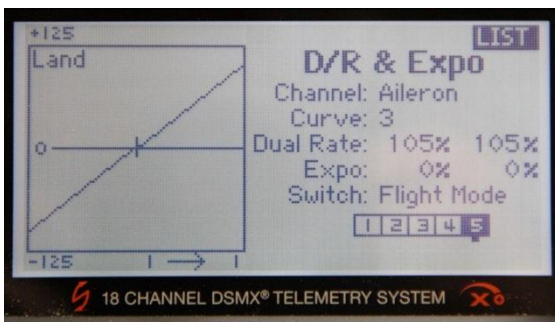 +125
LIST
Land
D/R & Expo
Channel: Aileron
Curve: 3
0
Dual Rate: 105% 105%
Expo: 0% 0%
Switch: Flight Mode
1 2 3 4 5
-125
18 CHANNEL DSMX® TELEMETRY SYSTEM